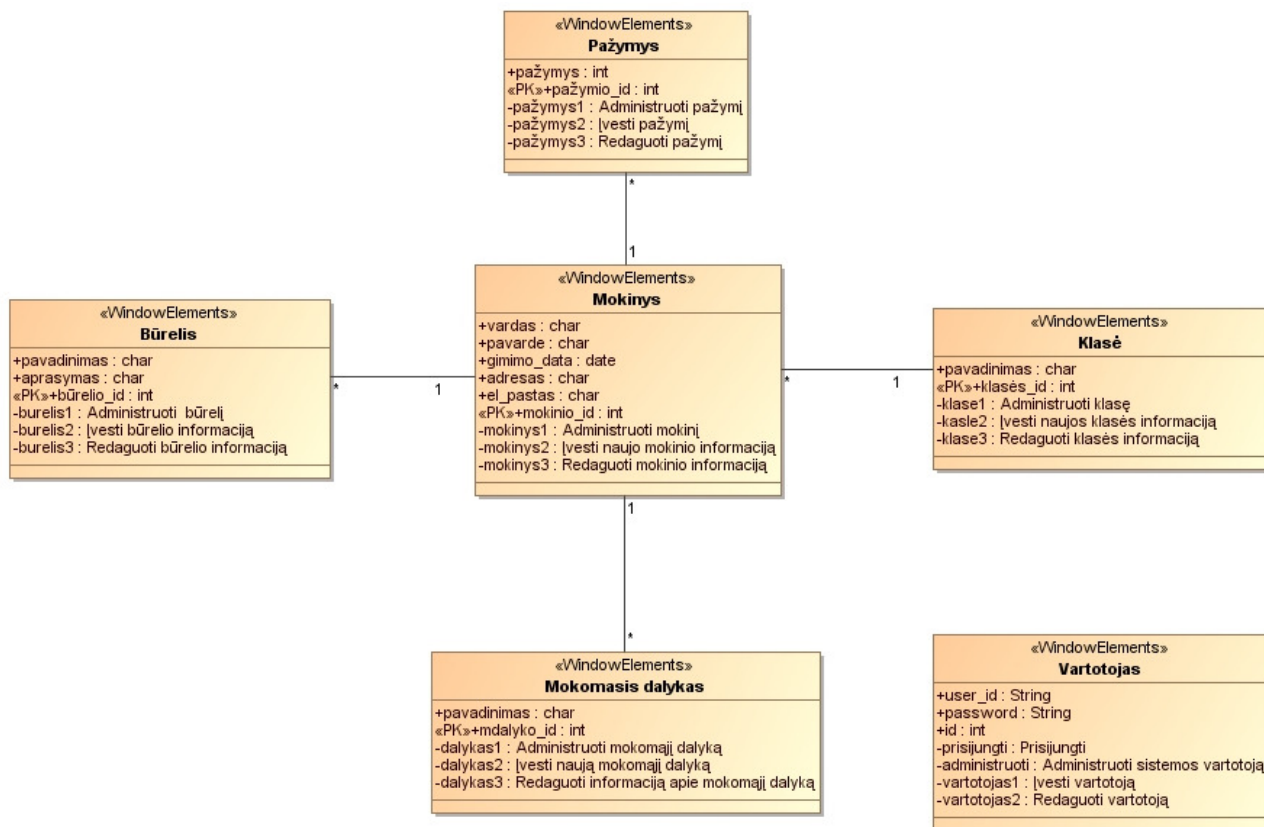 «WindowElements»
Pažymys
+pažymys : int
«PK»+pažymio_id : int
-pažymys1 : Administruoti pažymį
-pažymys2 : Įvesti pažymį
-pažymys3 : Redaguoti pažymį
*
1
«WindowElements»
Mokinys
+vardas : char
+pavarde : char
+gimimo_data : date
+adresas : char
+el_pastas : char
«PK»+mokinio_id : int
-mokinys1 : Administruoti mokinį
-mokinys2 : Įvesti naujo mokinio informaciją
-mokinys3 : Redaguoti mokinio informaciją
«WindowElements»
Būrelis
+pavadinimas : char
+aprasymas : char
«PK»+būrelio_id : int
-burelis1 : Administruoti būrelį
-burelis2 : Įvesti būrelio informaciją
-burelis3 : Redaguoti būrelio informaciją
*
1
*
1
«WindowElements»
Klasė
+pavadinimas : char
«PK»+klasės_id : int
-klase1 : Administruoti klasę
-kasle2 : Įvesti naujos klasės informaciją
-klase3 : Redaguoti klasės informaciją
1
*
«WindowElements»
Mokomasis dalykas
+pavadinimas : char
«PK»+mdalyko_id : int
-dalykas1 : Administruoti mokomąjį dalyką
-dalykas2 : Įvesti naują mokomąjį dalyką
-dalykas3 : Redaguoti informaciją apie mokomąjį dalyką
«WindowElements»
Vartotojas
+user_id : String
+password : String
+id : int
-prisijungti : Prisijungti
-administruoti : Administruoti sistemos vartotoją
-vartotojas1 : Įvesti vartotoją
-vartotojas2 : Redaguoti vartotoją